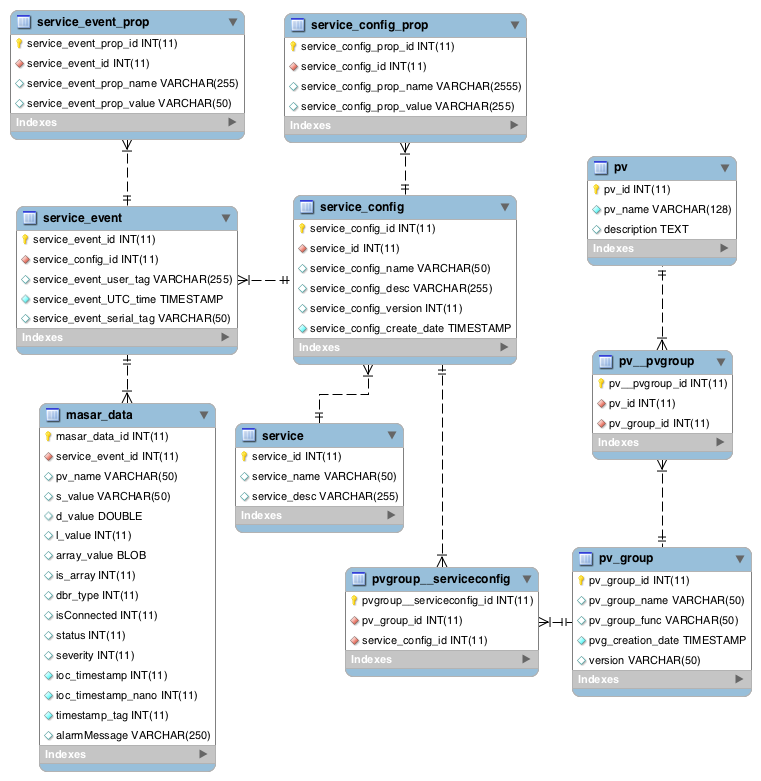 service_event_prop
service_event_prop_id INT(11)
service_event_id INT(11)
service_event_prop_name VARCHAR(255)
service_event_prop_value VARCHAR(50)
Indexes
service_config_prop
service_config_prop_id INT(11)
service_config_id INT(11)
service_config_prop_name VARCHAR(2555)
service_config_prop_value VARCHAR(255)
Indexes
pv
pv_id INT(11)
pv_name VARCHAR(128)
description TEXT
Indexes
service_event
service_event_id INT(11)
service_config_id INT(11)
service_event_user_tag VARCHAR(255)
service_event_UTC_time TIMESTAMP
service_event_serial_tag VARCHAR(50)
Indexes
service_config
service_config_id INT(11)
service_id INT(11)
service_config_name VARCHAR(50)
service_config_desc VARCHAR(255)
service_config_version INT(11)
service_config_create_date TIMESTAMP
Indexes
pv__pvgroup
pv__pvgroup_id INT(11)
pv_id INT(11)
pv_group_id INT(11)
Indexes
masar_data
masar_data_id INT(11)
service_event_id INT(11)
pv_name VARCHAR(50)
s_value VARCHAR(50)
d_value DOUBLE
l_value INT(11)
array_value BLOB
is_array INT(11)
dbr_type INT(11)
isConnected INT(11)
status INT(11)
severity INT(11)
ioc_timestamp INT(11)
ioc_timestamp_nano INT(11)
timestamp_tag INT(11)
alarmMessage VARCHAR(250)
Indexes
service
service_id INT(11)
service_name VARCHAR(50)
service_desc VARCHAR(255)
Indexes
pvgroup__serviceconfig
pvgroup__serviceconfig_id INT(11)
pv_group_id INT(11)
service_config_id INT(11)
Indexes
pv_group
pv_group_id INT(11)
pv_group_name VARCHAR(50)
pv_group_func VARCHAR(50)
pvg_creation_date TIMESTAMP
version VARCHAR(50)
Indexes